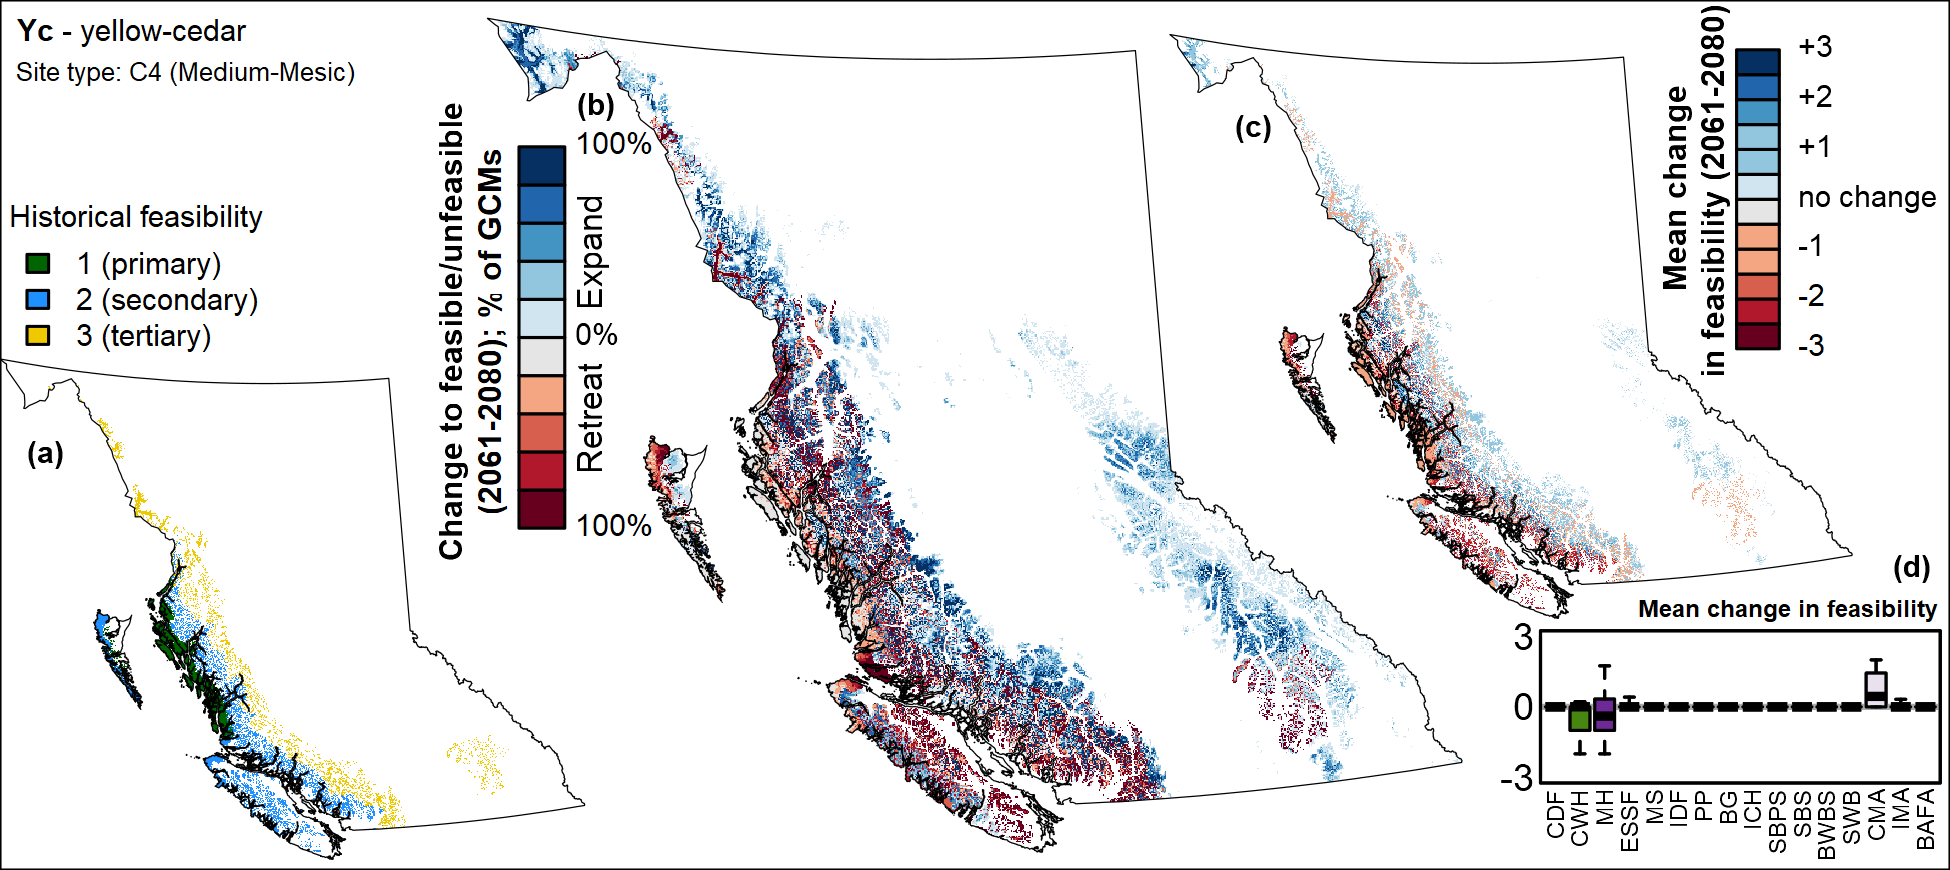 Yc - yellow-cedar
Site type: C4 (Medium-Mesic)
Historical feasibility
1 (primary)
2 (secondary)
3 (tertiary)
(a)
Change to feasible/unfeasible
(2061-2080); % of GCMs
100%
Expand
0%
Retreat
100%
(b)
(c)
Mean change
in feasibility (2061-2080)
+3
+2
+1
no change
-1
-2
-3
(d)
Mean change in feasibility
3
0
-3
CDF
CWH
MH
ESSF
MS
IDF
PP
BG
ICH
SBPS
SBS
BWBS
SWB
CMA
IMA
BAFA